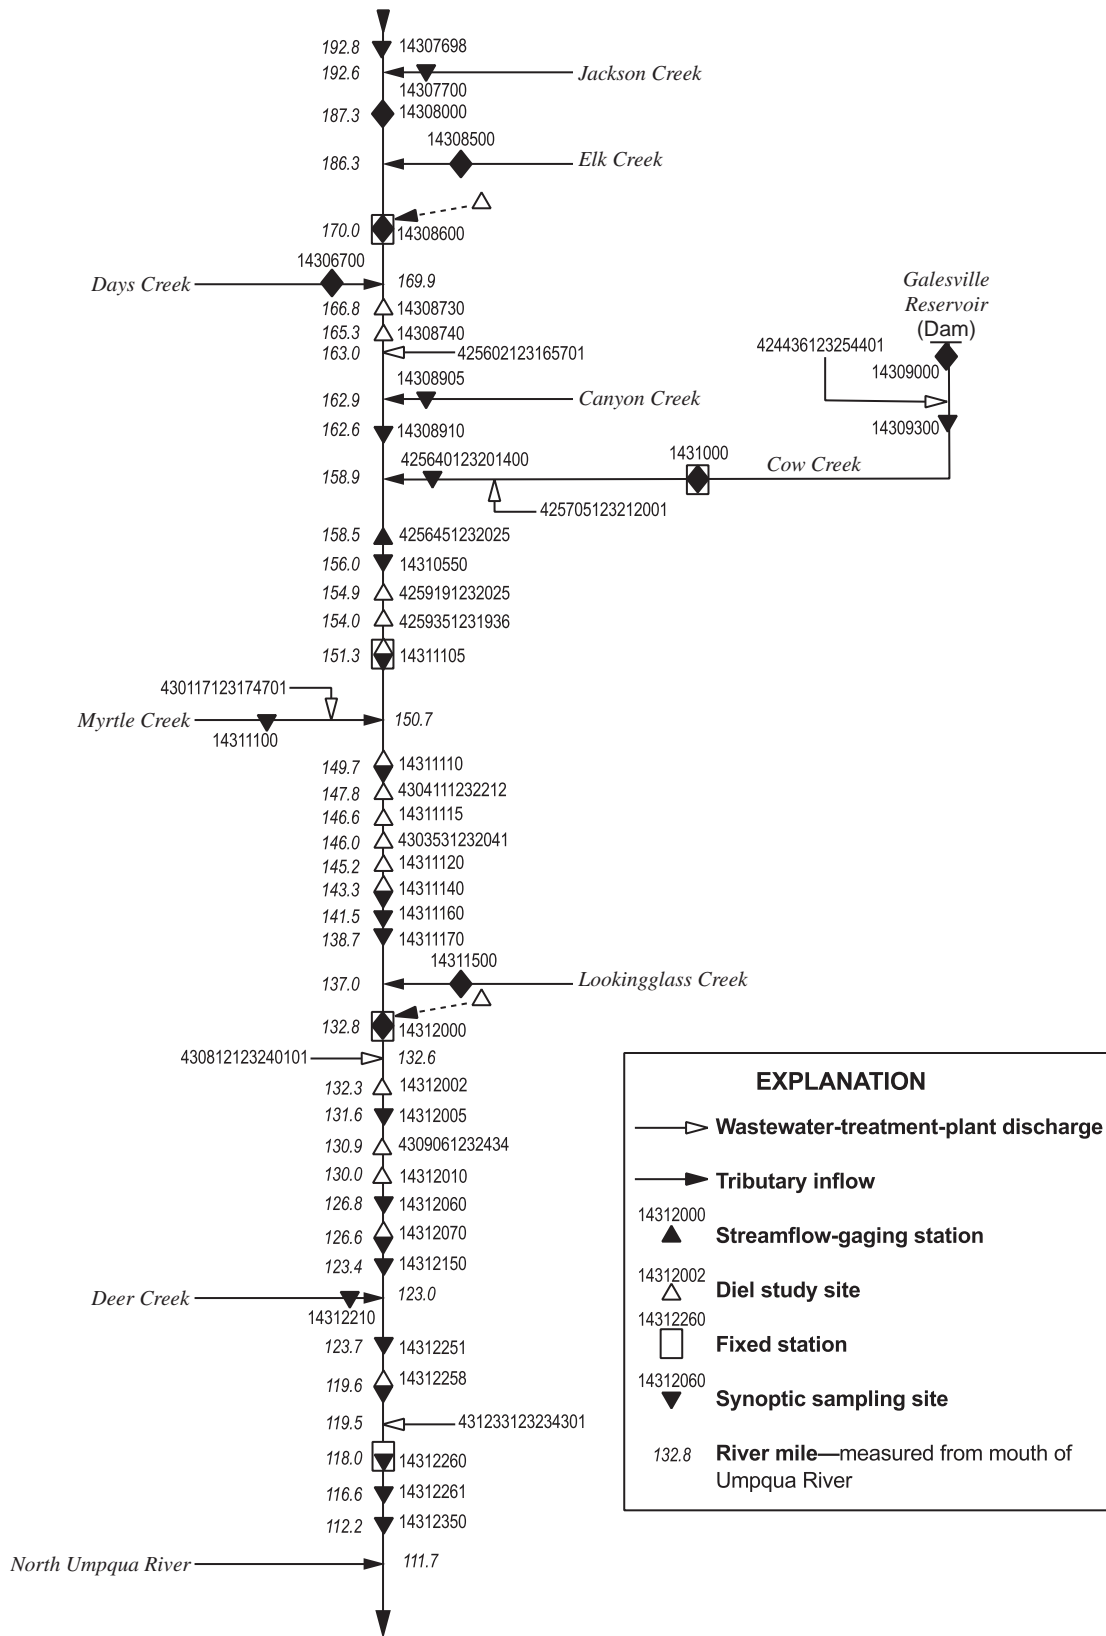 192.8 14307698
192.6 Jackson Creek
14307700
187.3 14308000
14308500
186.3 Elk Creek
170.0 14308600
14306700
Days Creek 169.9
166.8 14308730
165.3 14308740
163.0 425602123165701
14308905
162.9 Canyon Creek
162.6 14308910
Galesville
Reservoir
(Dam)
424436123254401
14309000
14309300
1431000
Cow Creek
425640123201400
158.9
425705123212001
158.5 4256451232025
156.0 14310550
154.9 4259191232025
154.0 4259351231936
151.3 14311105
430117123174701
Myrtle Creek 150.7
14311100
149.7 14311110
147.8 4304111232212
146.6 14311115
146.0 4303531232041
145.2 14311120
143.3 14311140
141.5 14311160
138.7 14311170
14311500
137.0 Lookingglass Creek
132.8 14312000
430812123240101 132.6
132.3 14312002
131.6 14312005
130.9 4309061232434
130.0 14312010
126.8 14312060
126.6 14312070
123.4 14312150
Deer Creek 123.0
14312210
123.7 14312251
119.6 14312258
119.5 431233123234301
118.0 14312260
116.6 14312261
112.2 14312350
North Umpqua River 111.7
EXPLANATION
Wastewater-treatment-plant discharge
Tributary inflow
14312000
Streamflow-gaging station
14312002
Diel study site
14312260
Fixed station
14312060
Synoptic sampling site
132.8 River mile—measured from mouth of
Umpqua River